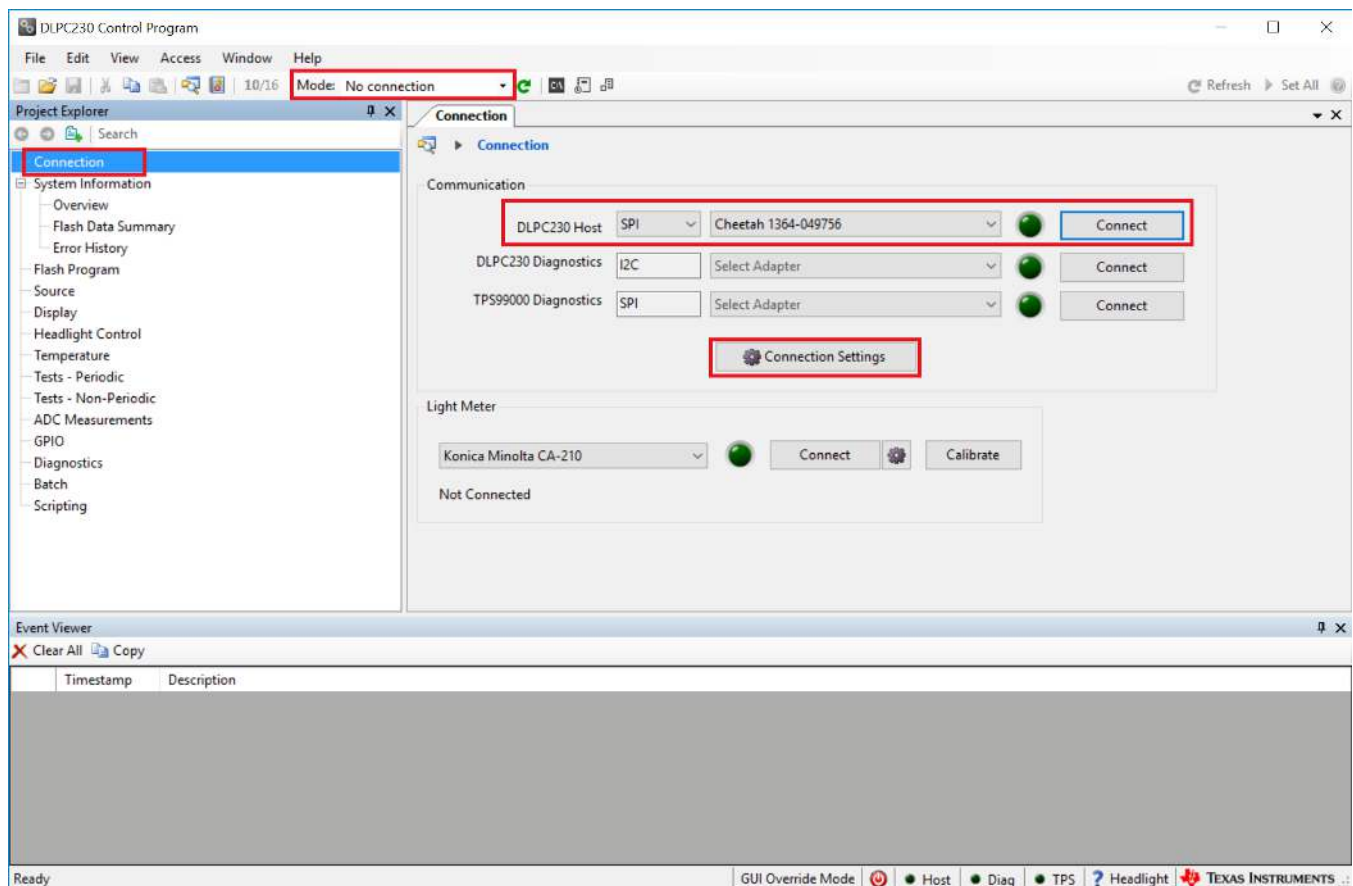 DLPC230 Control Program
File Edit View Access Window Help
10/16 Mode: No connection Refresh Set All
Project Explorer
Search
Connection
System Information
Overview
Flash Data Summary
Error History
Flash Program
Source
Display
Headlight Control
Temperature
Tests - Periodic
Tests - Non-Periodic
ADC Measurements
GPIO
Diagnostics
Batch
Scripting
Connection
Connection
Communication
DLPC230 Host SPI Cheetah 1364-049756 Connect
DLPC230 Diagnostics I2C Select Adapter Connect
TPS99000 Diagnostics SPI Select Adapter Connect
Connection Settings
Light Meter
Konica Minolta CA-210 Connect Calibrate
Not Connected
Event Viewer
Clear All Copy
Timestamp Description
Ready GUI Override Mode Host Diag TPS ? Headlight TEXAS INSTRUMENTS